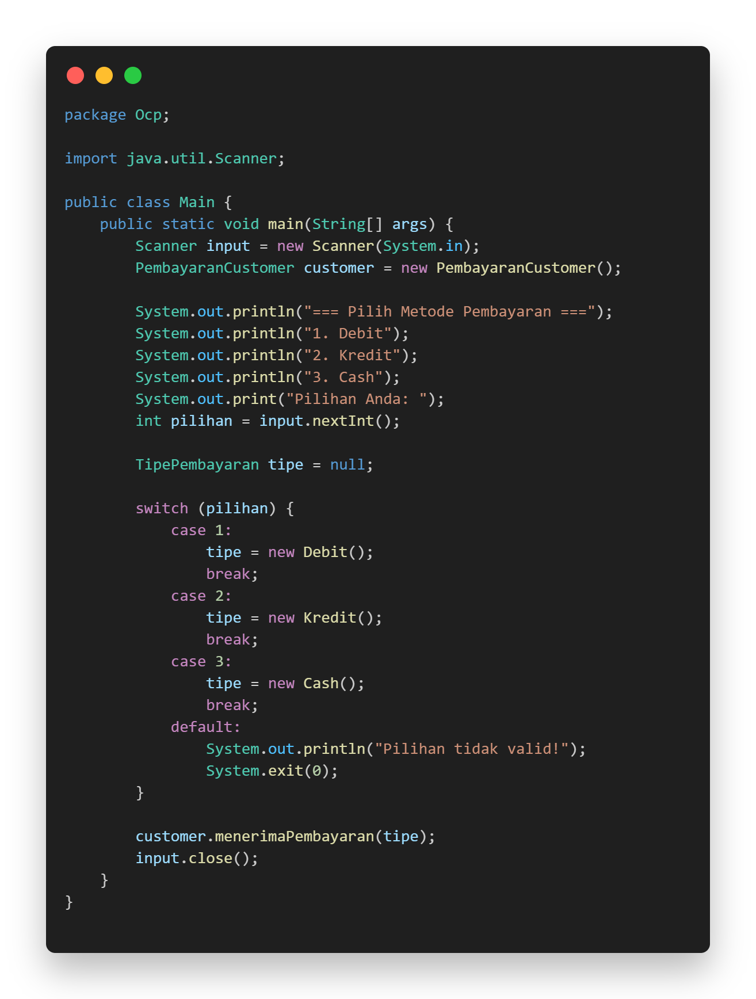 package Ocp;

import java.util.Scanner;

public class Main {
    public static void main(String[] args) {
        Scanner input = new Scanner(System.in);
        PembayaranCustomer customer = new PembayaranCustomer();

        System.out.println("=== Pilih Metode Pembayaran ===");
        System.out.println("1. Debit");
        System.out.println("2. Kredit");
        System.out.println("3. Cash");
        System.out.print("Pilihan Anda: ");
        int pilihan = input.nextInt();

        TipePembayaran tipe = null;

        switch (pilihan) {
            case 1:
                tipe = new Debit();
                break;
            case 2:
                tipe = new Kredit();
                break;
            case 3:
                tipe = new Cash();
                break;
            default:
                System.out.println("Pilihan tidak valid!");
                System.exit(0);
        }

        customer.menerimaPembayaran(tipe);
        input.close();
    }
}